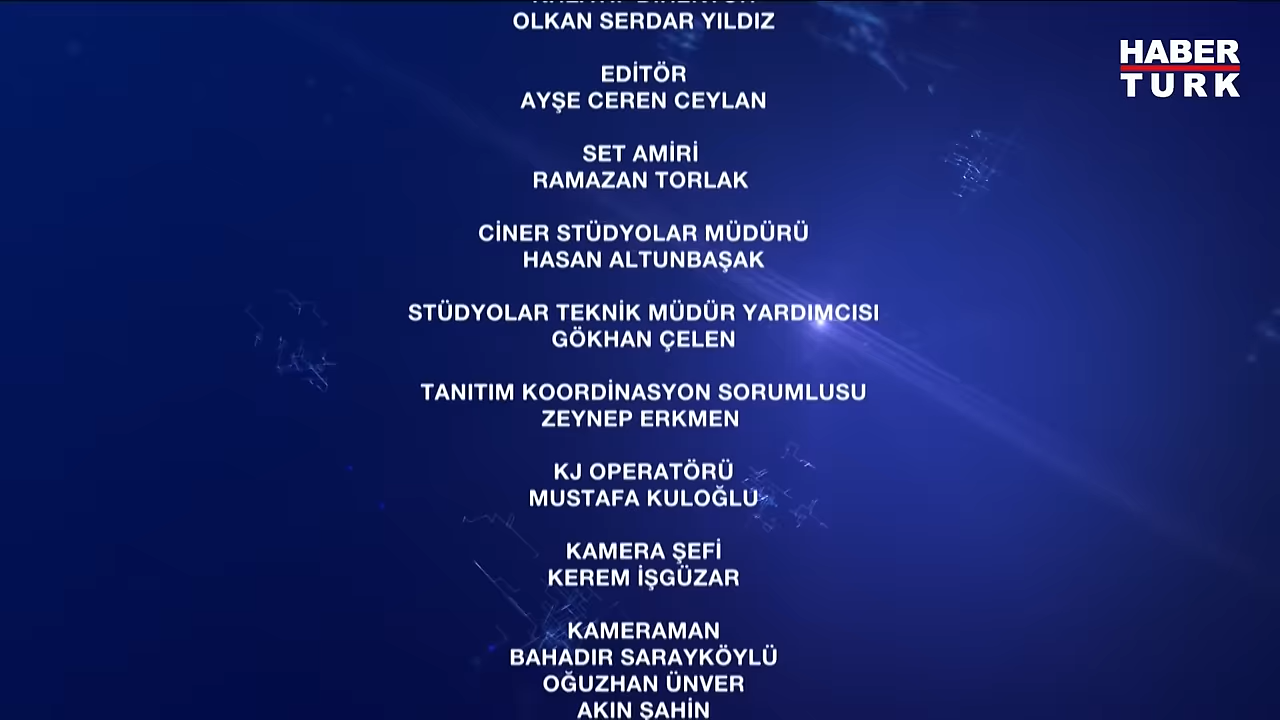 OLKAN SERDAR YILDIZ
EDİTÖR
AYŞE CEREN CEYLAN
SET AMİRİ
RAMAZAN TORLAK
CİNER STÜDYOLAR MÜDÜRÜ
HASAN ALTUNBAŞAK
STÜDYOLAR TEKNİK MÜDÜR YARDIMCISI
GÖKHAN ÇELEN
TANITIM KOORDİNASYON SORUMLUSU
ZEYNEP ERKMEN
KJ OPERATÖRÜ
MUSTAFA KULOĞLU
KAMERA ŞEFİ
KEREM İŞGÜZAR
KAMERAMAN
BAHADIR SARAYKÖYLÜ
OĞUZHAN ÜNVER
AKIN ŞAHİN
HABER
TURK